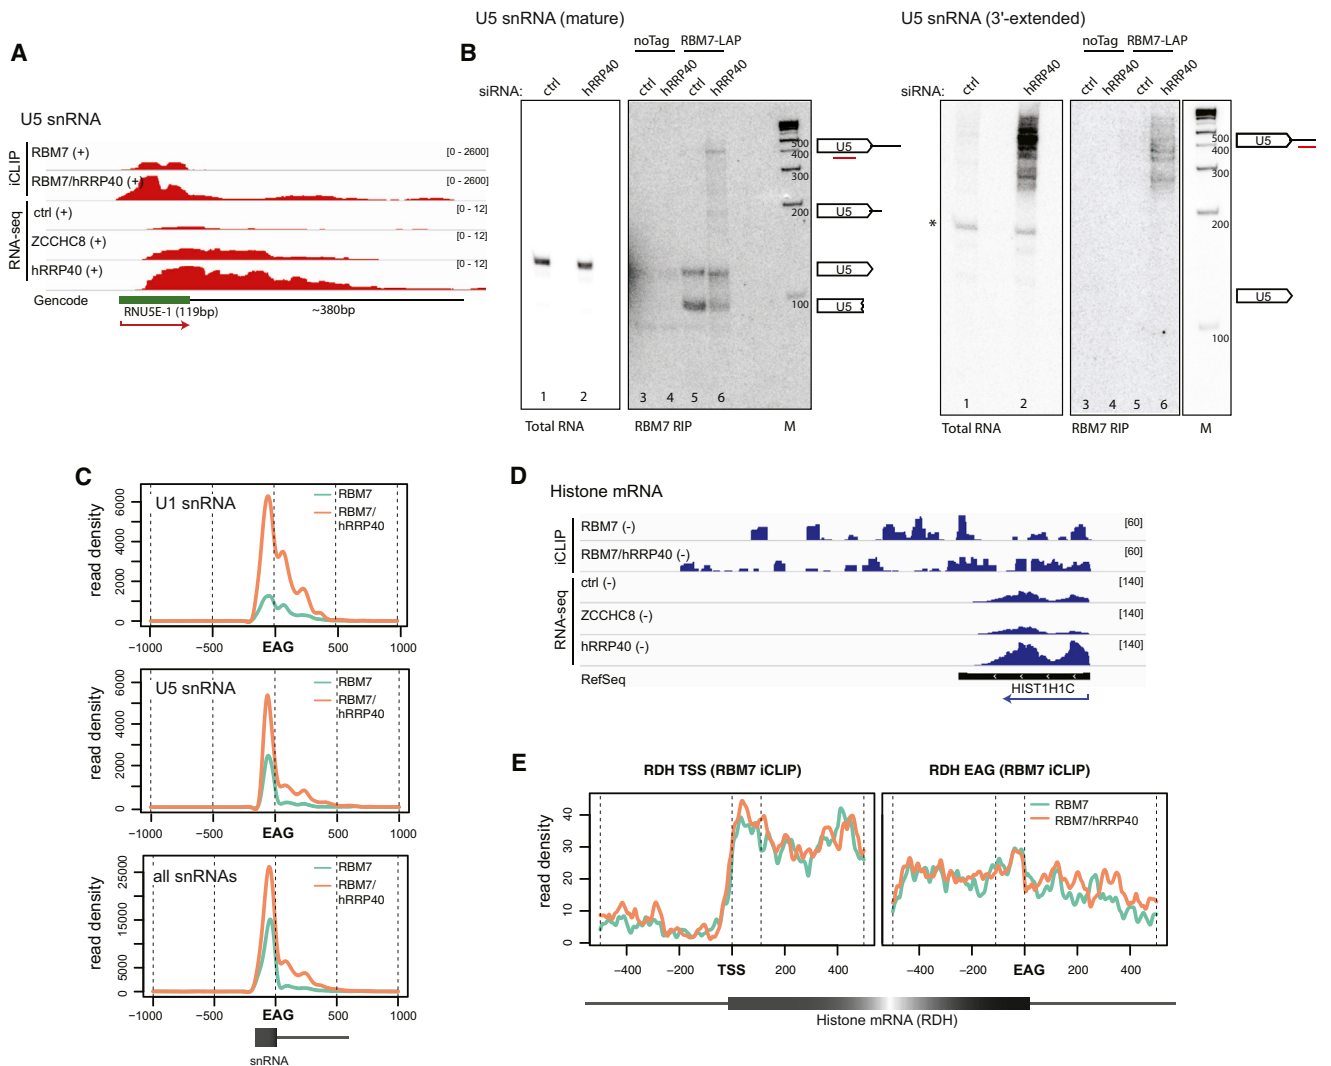 A
U5 snRNA
iCLIP
RBM7 (+)
[0 - 2600]
RBM7/hRRP40 (+)
[0 - 2600]
RNA-seq
ctrl (+)
[0 - 12]
ZCCHC8 (+)
[0 - 12]
hRRP40 (+)
[0 - 12]
Gencode
RNU5E-1 (119bp)
~380bp
B
U5 snRNA (mature)
noTag
RBM7-LAP
siRNA:
ctrl
hRRP40
ctrl
hRRP40
ctrl
hRRP40
500
400
300
200
100
U5
U5
U5
U5
1
2
3
4
5
6
Total RNA
RBM7 RIP
M
U5 snRNA (3'-extended)
noTag
RBM7-LAP
siRNA:
ctrl
hRRP40
ctrl
hRRP40
ctrl
hRRP40
*
500
400
300
200
100
U5
U5
1
2
3
4
5
6
Total RNA
RBM7 RIP
M
C
U1 snRNA
RBM7
RBM7/
hRRP40
read density
6000
4000
2000
0
−1000
−500
EAG
500
1000
U5 snRNA
RBM7
RBM7/
hRRP40
read density
6000
4000
2000
0
−1000
−500
EAG
500
1000
all snRNAs
RBM7
RBM7/
hRRP40
read density
25000
15000
5000
0
−1000
−500
EAG
500
1000
snRNA
D
Histone mRNA
iCLIP
RBM7 (-)
[60]
RBM7/hRRP40 (-)
[60]
RNA-seq
ctrl (-)
[140]
ZCCHC8 (-)
[140]
hRRP40 (-)
[140]
RefSeq
HIST1H1C
E
RDH TSS (RBM7 iCLIP)
RDH EAG (RBM7 iCLIP)
RBM7
RBM7/hRRP40
read density
40
30
20
10
0
−400
−200
TSS
200
400
−400
−200
EAG
200
400
Histone mRNA (RDH)